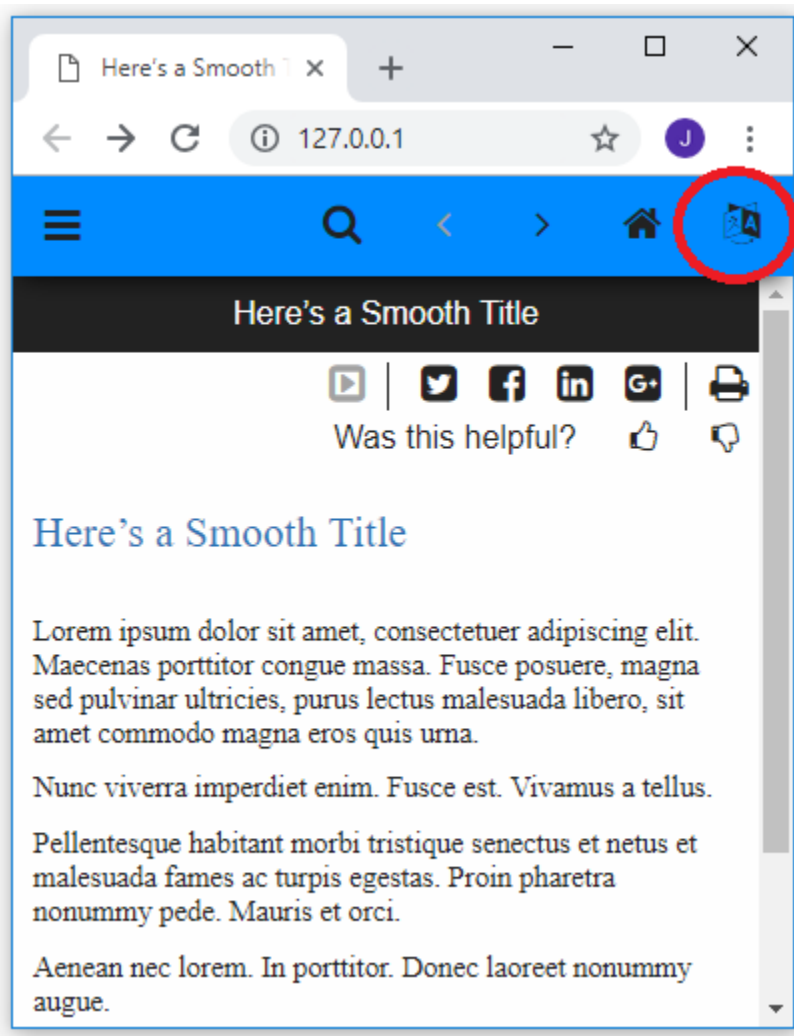 Here's a Smooth T
127.0.0.1
J
Here's a Smooth Title
Was this helpful?
Here's a Smooth Title
Lorem ipsum dolor sit amet, consectetuer adipiscing elit.
Maecenas porttitor congue massa. Fusce posuere, magna
sed pulvinar ultricies, purus lectus malesuada libero, sit
amet commodo magna eros quis urna.
Nunc viverra imperdiet enim. Fusce est. Vivamus a tellus.
Pellentesque habitant morbi tristique senectus et netus et
malesuada fames ac turpis egestas. Proin pharetra
nonummy pede. Mauris et orci.
Aenean nec lorem. In porttitor. Donec laoreet nonummy
augue.